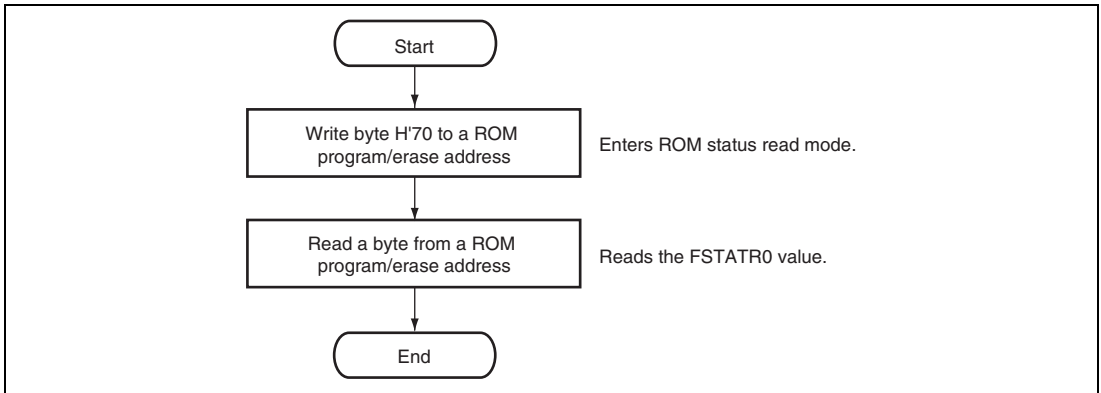 Start
Write byte H'70 to a ROM
program/erase address
Enters ROM status read mode.
Read a byte from a ROM
program/erase address
Reads the FSTATR0 value.
End